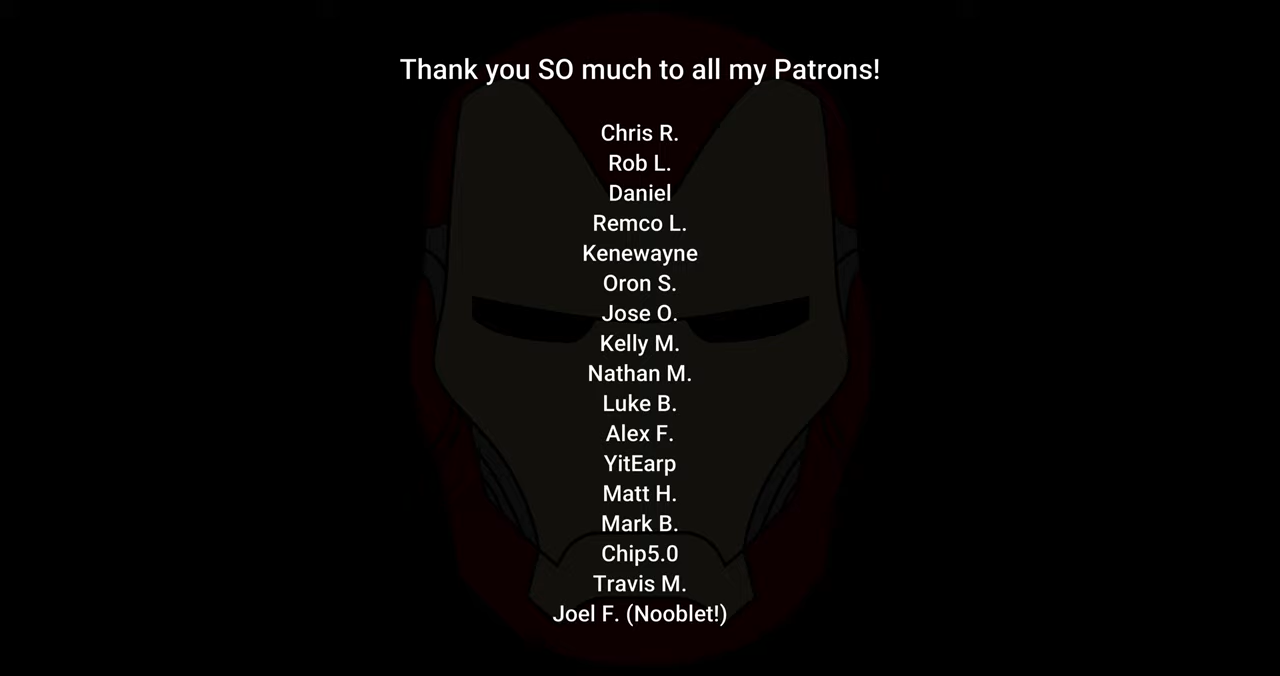 Thank you SO much to all my Patrons!
Chris R.
Rob L.
Daniel
Remco L.
Kenewayne
Oron S.
Jose O.
Kelly M.
Nathan M.
Luke B.
Alex F.
YitEarp
Matt H.
Mark B.
Chip5.0
Travis M.
Joel F. (Nooblet!)